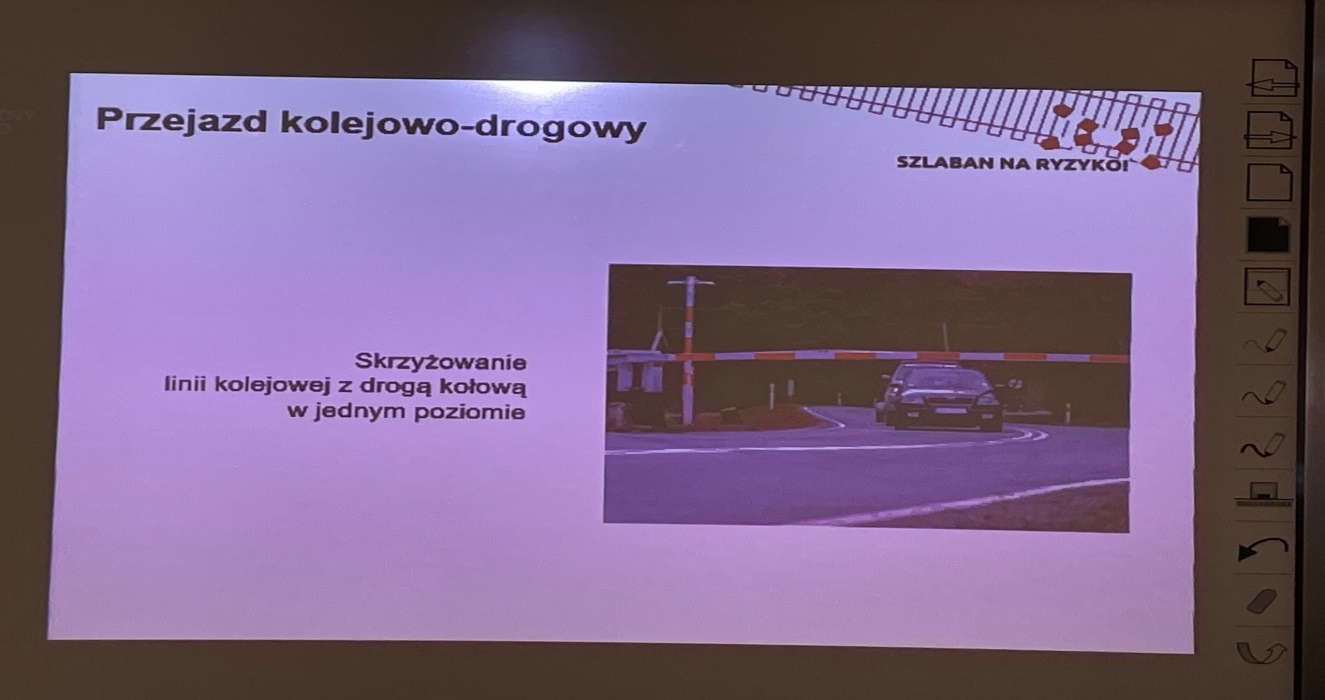 Przejazd kolejowo-drogowy
SZLABAN NA RYZYKO!
Skrzyżowanie
linii kolejowej z drogą kołową
w jednym poziomie